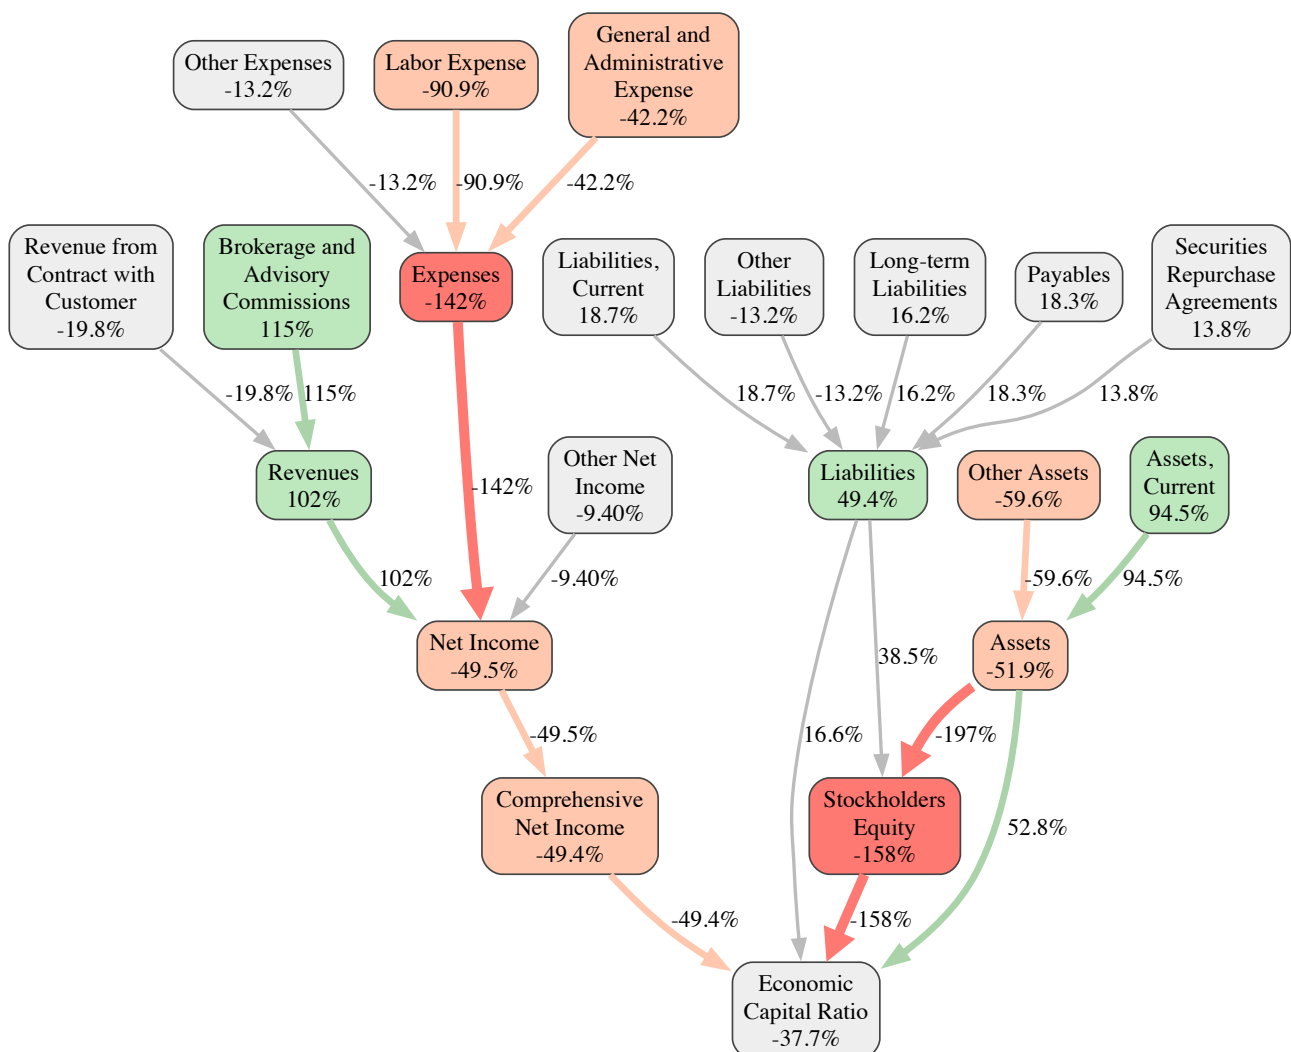 Other Expenses
-13.2%
Labor Expense
-90.9%
General and
Administrative
Expense
-42.2%
-13.2%
-90.9%
-42.2%
Revenue from
Contract with
Customer
-19.8%
Brokerage and
Advisory
Commissions
115%
Expenses
-142%
Liabilities,
Current
18.7%
Other
Liabilities
-13.2%
Long-term
Liabilities
16.2%
Payables
18.3%
Securities
Repurchase
Agreements
13.8%
-19.8%
115%
18.7%
-13.2%
16.2%
18.3%
13.8%
Revenues
102%
-142%
Other Net
Income
-9.40%
Liabilities
49.4%
Other Assets
-59.6%
Assets,
Current
94.5%
102%
-9.40%
-59.6%
94.5%
Net Income
-49.5%
38.5%
Assets
-51.9%
-49.5%
16.6%
-197%
Comprehensive
Net Income
-49.4%
Stockholders
Equity
-158%
52.8%
-49.4%
-158%
Economic
Capital Ratio
-37.7%